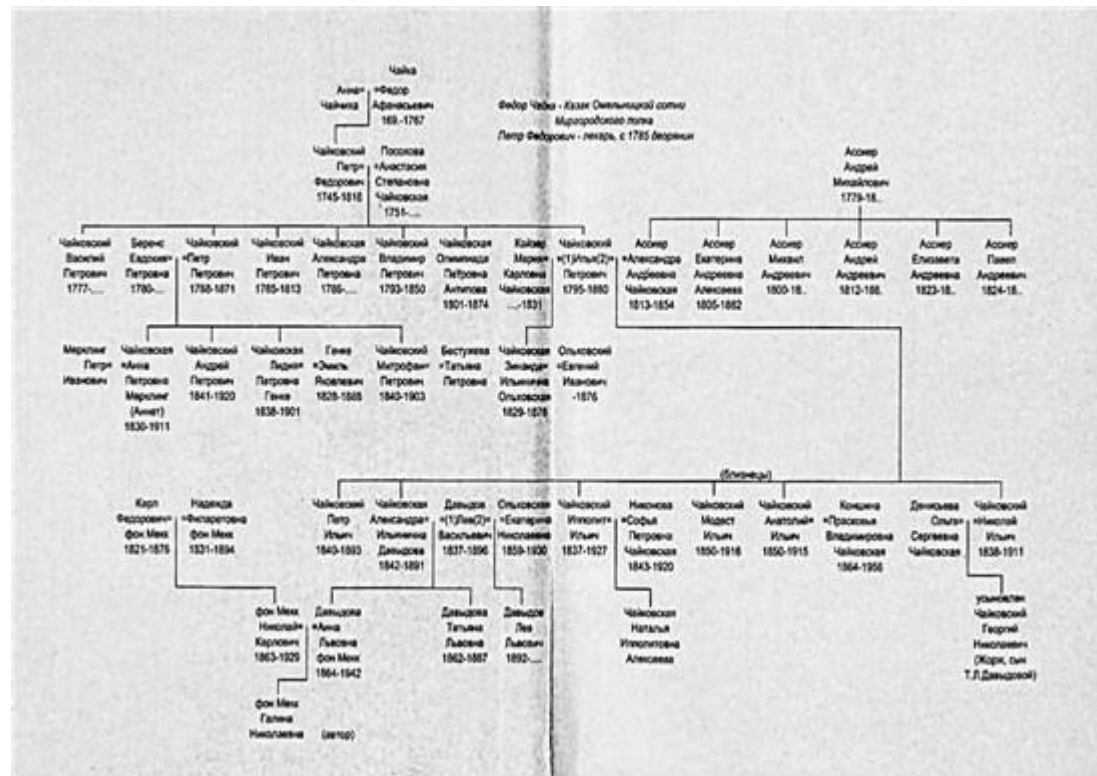 Чайка
Анна= =Федор
Чайчиха Афанасьевич
169.-1767
Федор Чайка - Казак Омельницкой сотни
Миргородского полка
Петр Федорович - лекарь, с 1785 дворянин
Чайковский
Петр=
Федорович
1745-1818
Посохова
=Анастасия
Степановна
Чайковская
1751-....
Ассиер
Андрей
Михайлович
1779-18..
Чайковский
Василий
Петрович
1777-....
Беренс
Евдокия=
Петровна
1780-....
Чайковский
=Петр
Петрович
1788-1871
Чайковский
Иван
Петрович
1785-1813
Чайковская
Александра
Петровна
1786-....
Чайковский
Владимир
Петрович
1793-1850
Чайковская
Олимпиада
Петровна
Антипова
1801-1874
Кайзер
Мария=
Карловна
Чайковская
....-1831
Чайковский
=(1)Илья(2)=
Петрович
1795-1880
Ассиер
=Александра
Андреевна
Чайковская
1813-1854
Ассиер
Екатерина
Андреевна
Алексеева
1805-1882
Ассиер
Михаил
Андреевич
1800-18..
Ассиер
Андрей
Андреевич
1812-188.
Ассиер
Елизавета
Андреевна
1823-18..
Ассиер
Павел
Андреевич
1824-18..
Мерклинг
Петр=
Иванович
Чайковская
=Анна
Петровна
Мерклинг
(Аннет)
1830-1911
Чайковский
Андрей
Петрович
1841-1920
Чайковская
Лидия=
Петровна
Генке
1838-1901
Генке
=Эмиль
Яковлевич
Чайковский
Митрофан=
Петрович
1840-1903
Бестужева
=Татьяна
Петровна
Чайковская
Зинаида=
Ильинична
Ольховская
1829-1878
Ольховский
=Евгений
Иванович
-1876
(близнецы)
Карл
Федорович=
фон Мекк
1821-1876
Надежда
=Филаретовна
фон Мекк
1831-1894
Чайковский
Петр
Ильич
1840-1893
Чайковская
Александра=
Ильинична
Давыдова
1842-1891
Давыдов
=(1)Лев(2)=
Васильевич
1837-1896
Ольховская
=Екатерина
Николаевна
1859-1930
Чайковский
Ипполит=
Ильич
1837-1927
Никонова
=Софья
Петровна
Чайковская
1843-1920
Чайковский
Модест
Ильич
1850-1916
Чайковский
Анатолий=
Ильич
1850-1915
Коншина
=Прасковья
Владимировна
Чайковская
1864-1956
Денисьева
Ольга=
Сергеевна
Чайковская
Чайковский
=Николай
Ильич
1838-1911
фон Мекк
Николай=
Карлович
1863-1929
Давыдова
=Анна
Львовна
фон Мекк
1864-1942
Давыдова
Татьяна
Львовна
1862-1887
Давыдов
Лев
Львович
1892-....
Чайковская
Наталья
Ипполитовна
Алексеева
усыновлен
Чайковский
Георгий
Николаевич
(Жорж, сын
Т.Л.Давыдовой)
фон Мекк
Галина
Николаевна (автор)